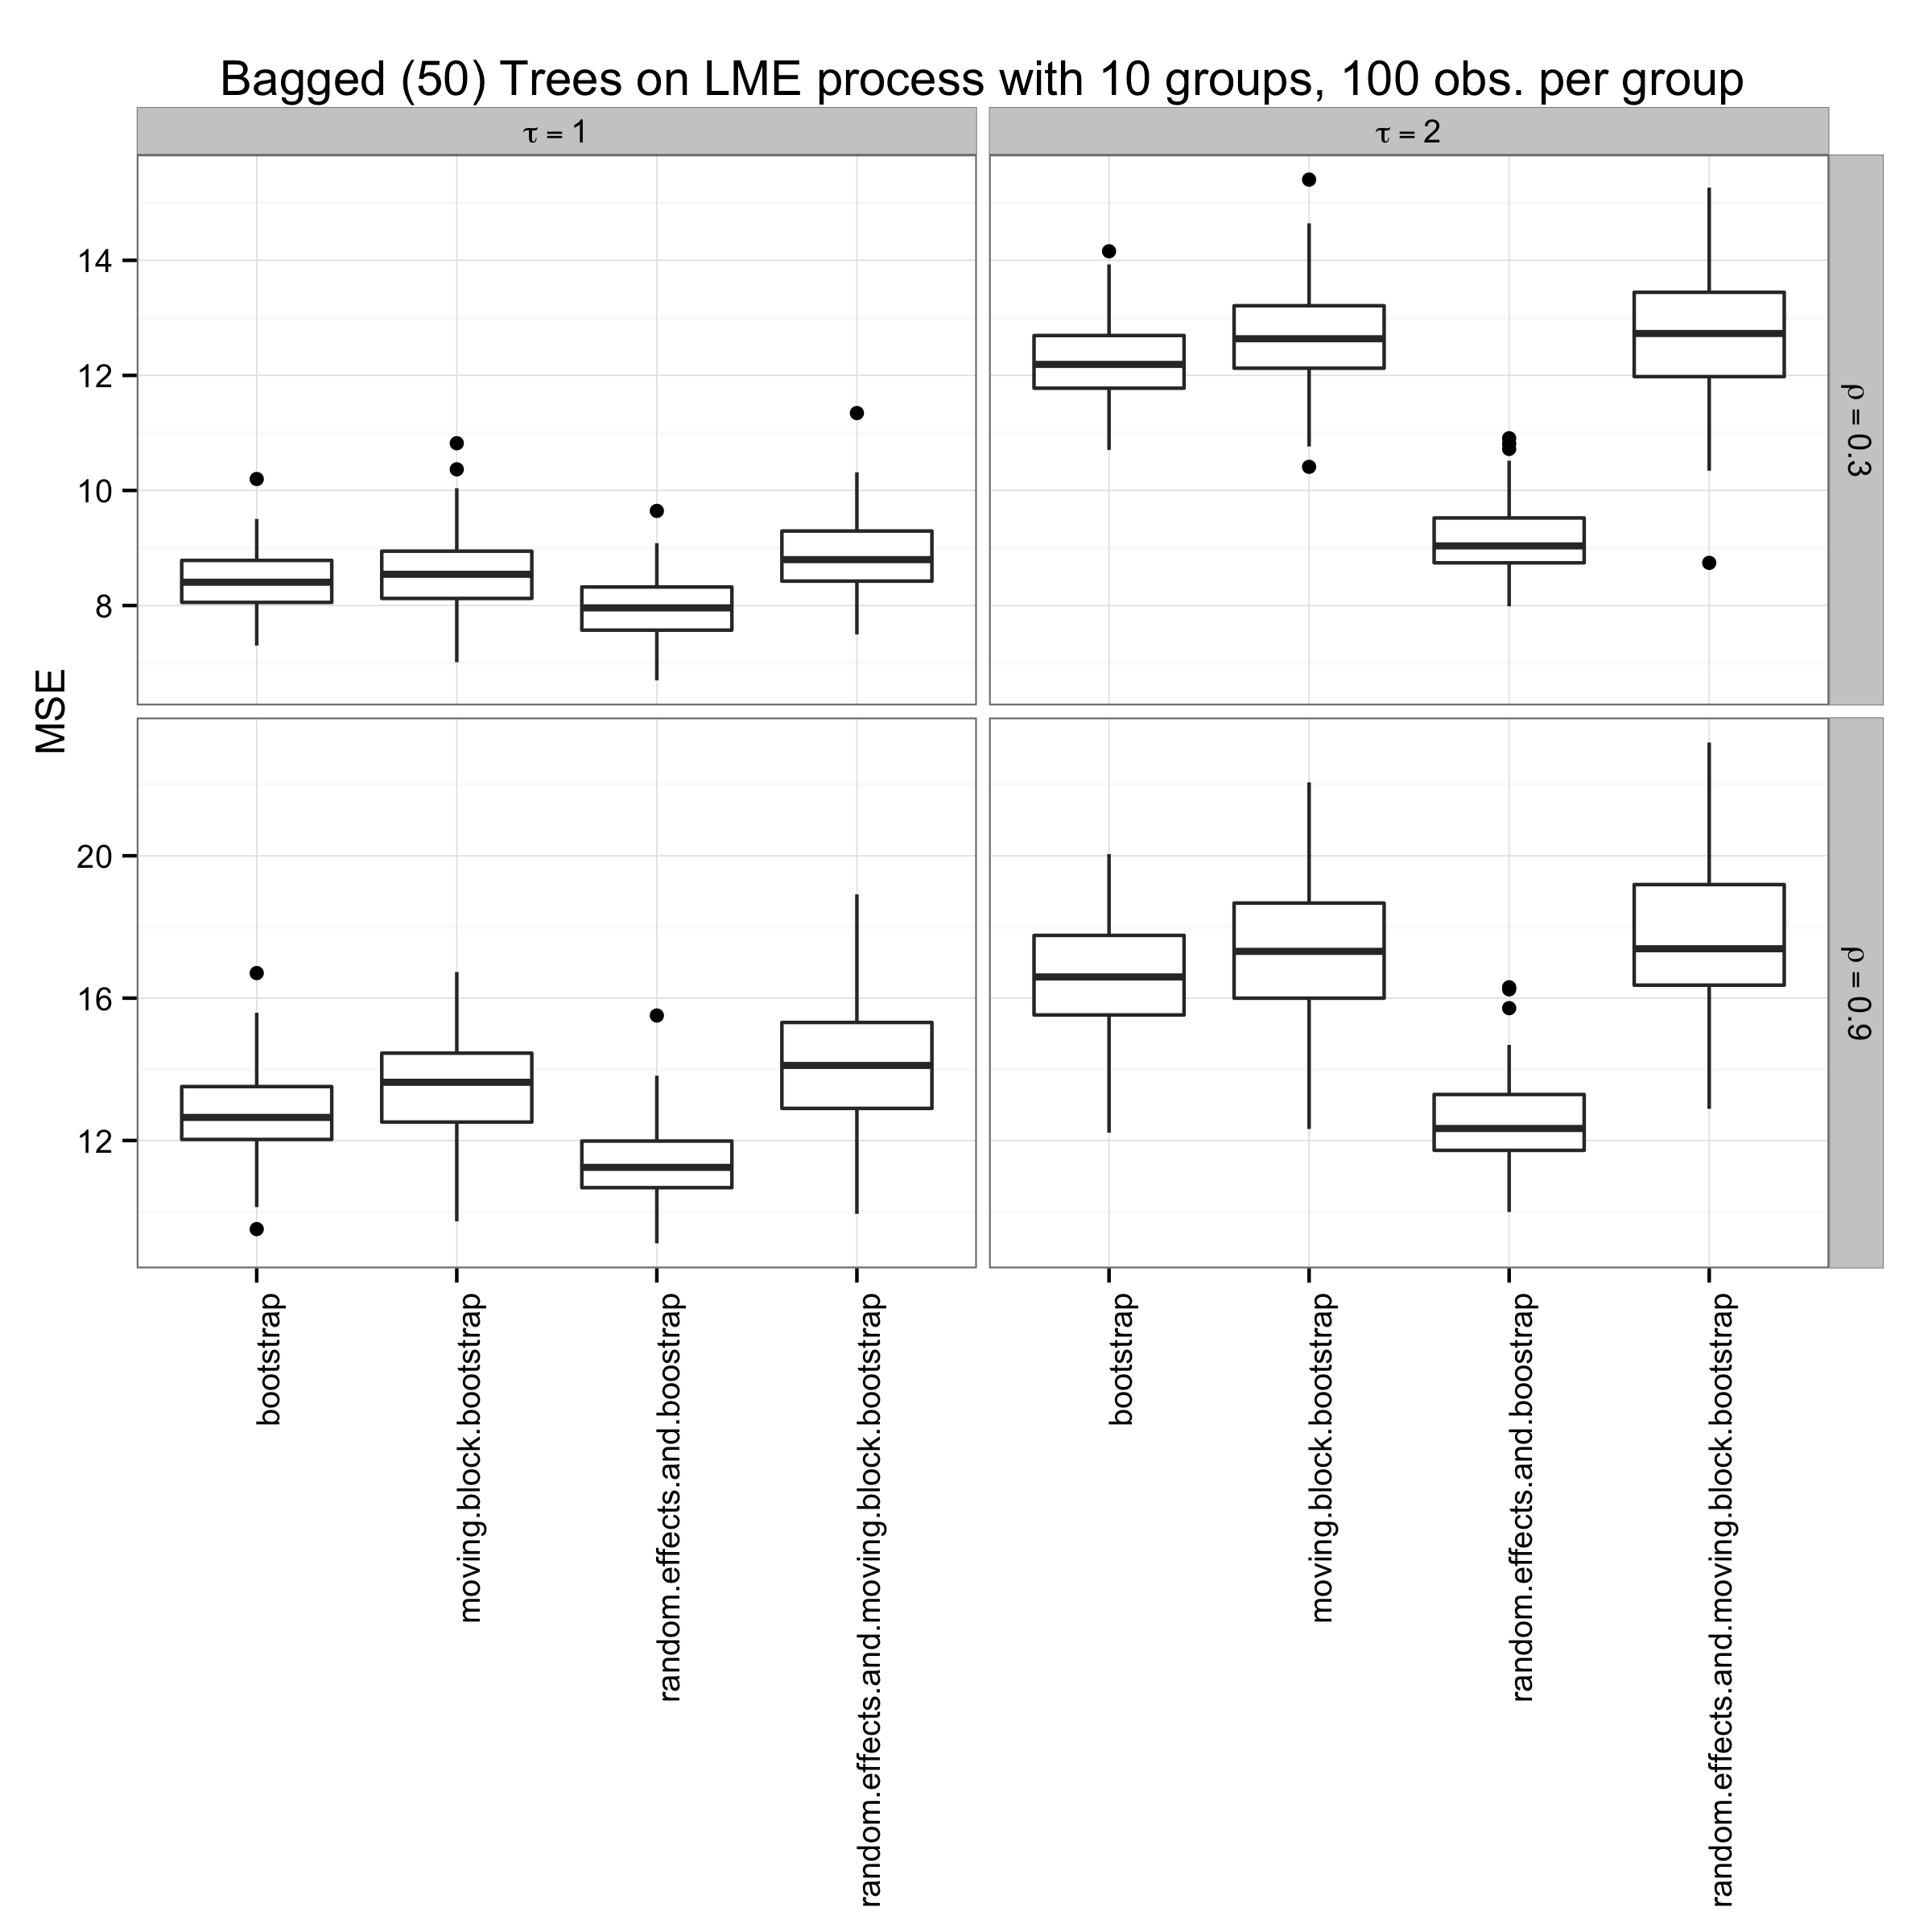 Bagged (50) Trees on LME process with 10 groups, 100 obs. per group
τ = 1
τ = 2
14
12
10
8
ρ = 0.3
MSE
20
16
12
ρ = 0.9
bootstrap
moving.block.bootstrap
random.effects.and.boostrap
random.effects.and.moving.block.bootstrap
bootstrap
moving.block.bootstrap
random.effects.and.boostrap
random.effects.and.moving.block.bootstrap